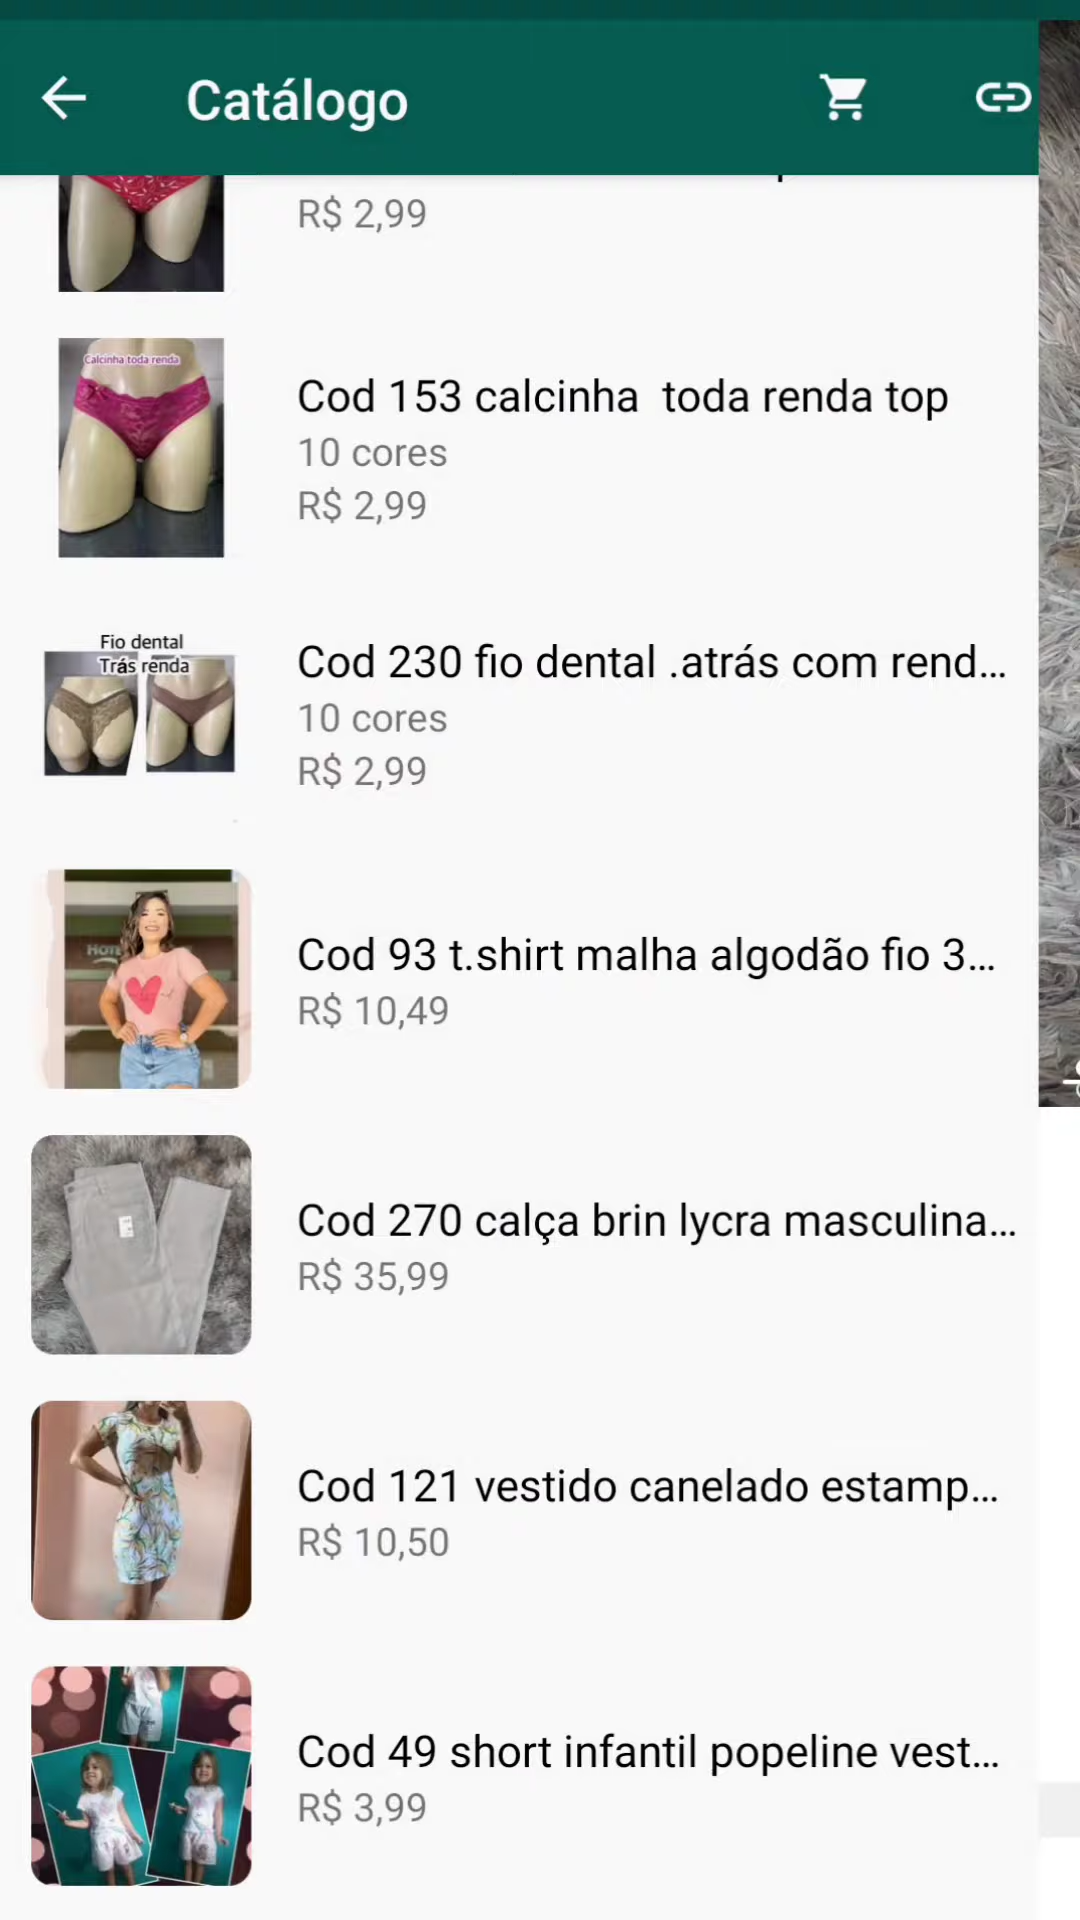 Catálogo
R$ 2,99
Calcinha toda renda
Cod 153 calcinha  toda renda top
10 cores
R$ 2,99
Fio dental
Trás renda
Cod 230 fio dental .atrás com rend...
10 cores
R$ 2,99
HOTE
Cod 93 t.shirt malha algodão fio 3...
R$ 10,49
Cod 270 calça brin lycra masculina...
R$ 35,99
Cod 121 vestido canelado estamp...
R$ 10,50
Cod 49 short infantil popeline vest...
R$ 3,99